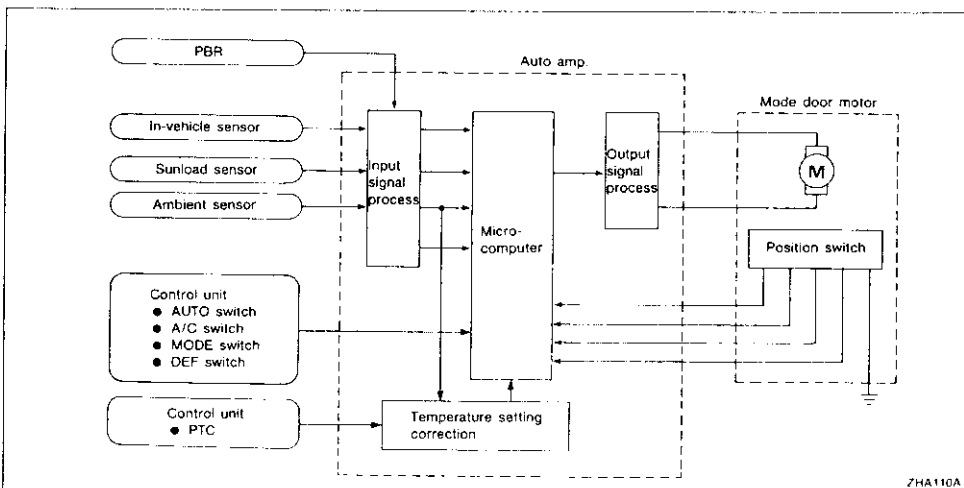 PBR
Auto amp.
In-vehicle sensor
Sunload sensor
Ambient sensor
Input
signal
process
Micro-
computer
Output
signal
process
Mode door motor
M
Position switch
Control unit
● AUTO switch
● A/C switch
● MODE switch
● DEF switch
Control unit
● PTC
Temperature setting
correction
ZHA110A